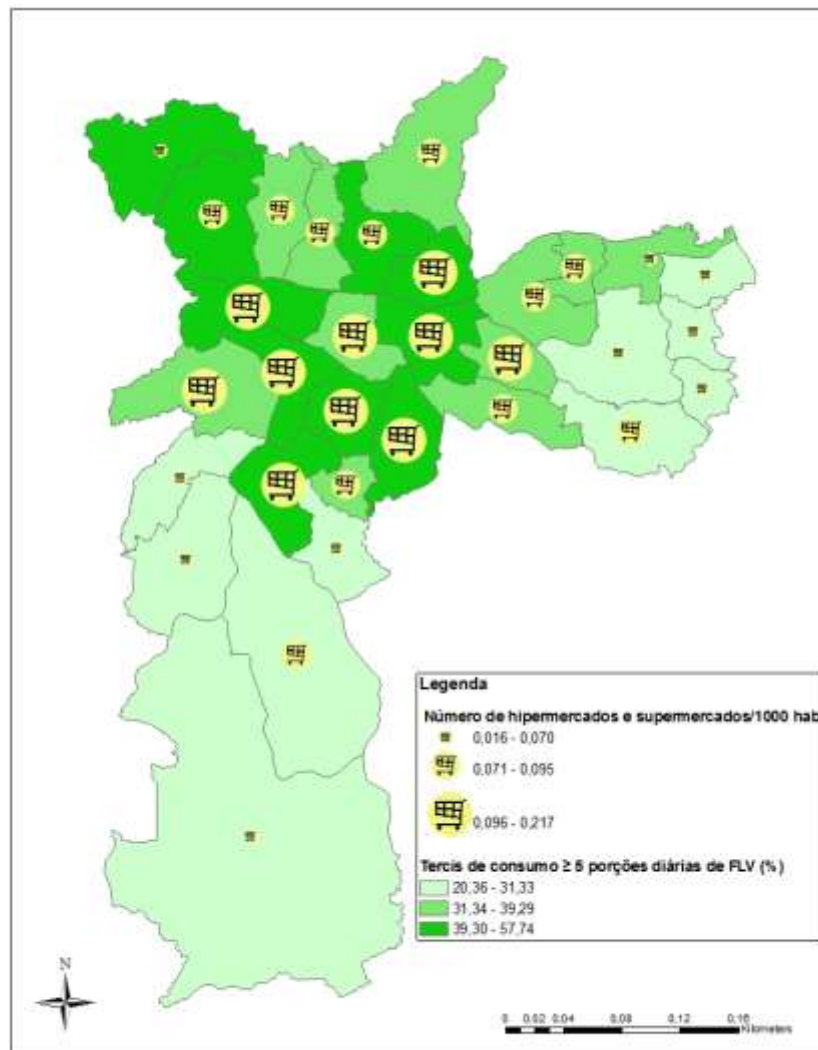 N
Legenda
Número de hipermercados e supermercados/1000 hab
0,016 - 0,070
0,071 - 0,095
0,096 - 0,217
Tercis de consumo ≥ 5 porções diárias de FLV (%)
20,36 - 31,33
31,34 - 39,29
39,30 - 57,74
0 0,02 0,04 0,08 0,12 0,16
Kilometers